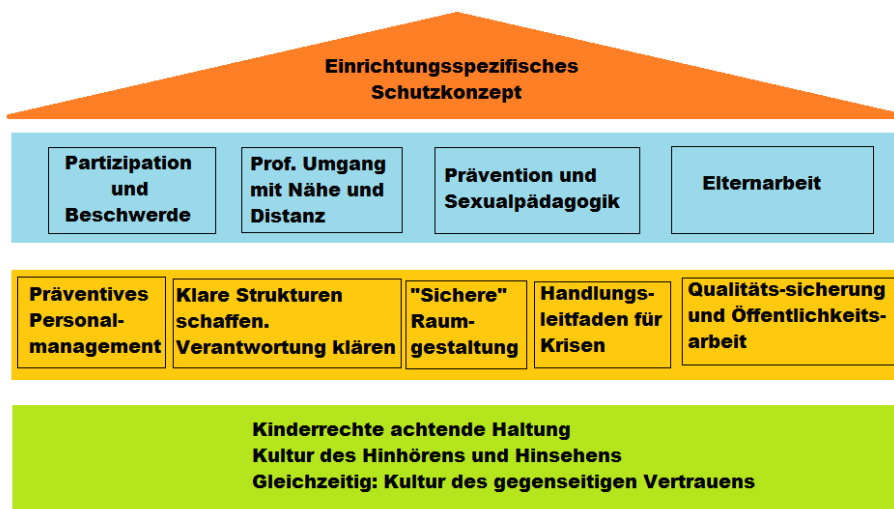 Einrichtungsspezifisches
Schutzkonzept
Partizipation
und
Beschwerde
Prof. Umgang
mit Nähe und
Distanz
Prävention und
Sexualpädagogik
Elternarbeit
Präventives
Personal-
management
Klare Strukturen
schaffen.
Verantwortung klären
"Sichere"
Raum-
gestaltung
Handlungs-
leitfaden für
Krisen
Qualitäts-sicherung
und Öffentlichkeits-
arbeit
Kinderrechte achtende Haltung
Kultur des Hinhörens und Hinsehens
Gleichzeitig: Kultur des gegenseitigen Vertrauens